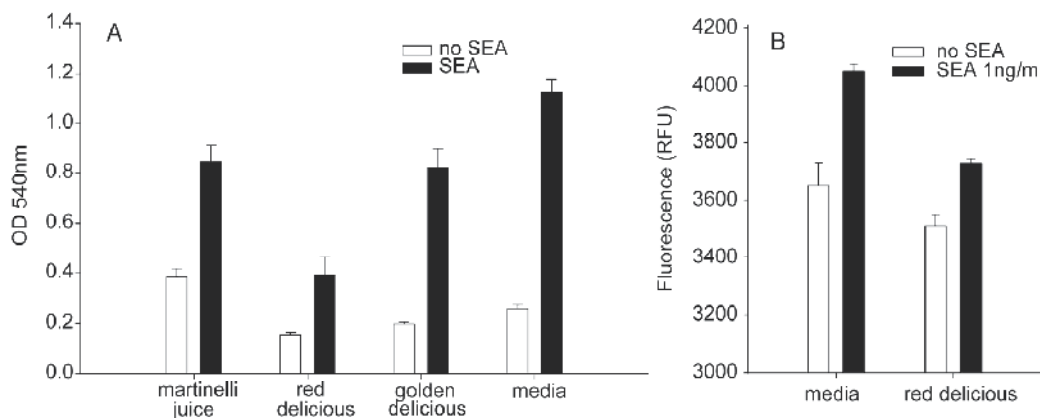 A
no SEA
SEA
OD 540nm
1.4
1.2
1.0
0.8
0.6
0.4
0.2
0.0
martinelli
juice
red
delicious
golden
delicious
media
B
no SEA
SEA 1ng/m
Fluorescence (RFU)
4200
4000
3800
3600
3400
3200
3000
media
red delicious